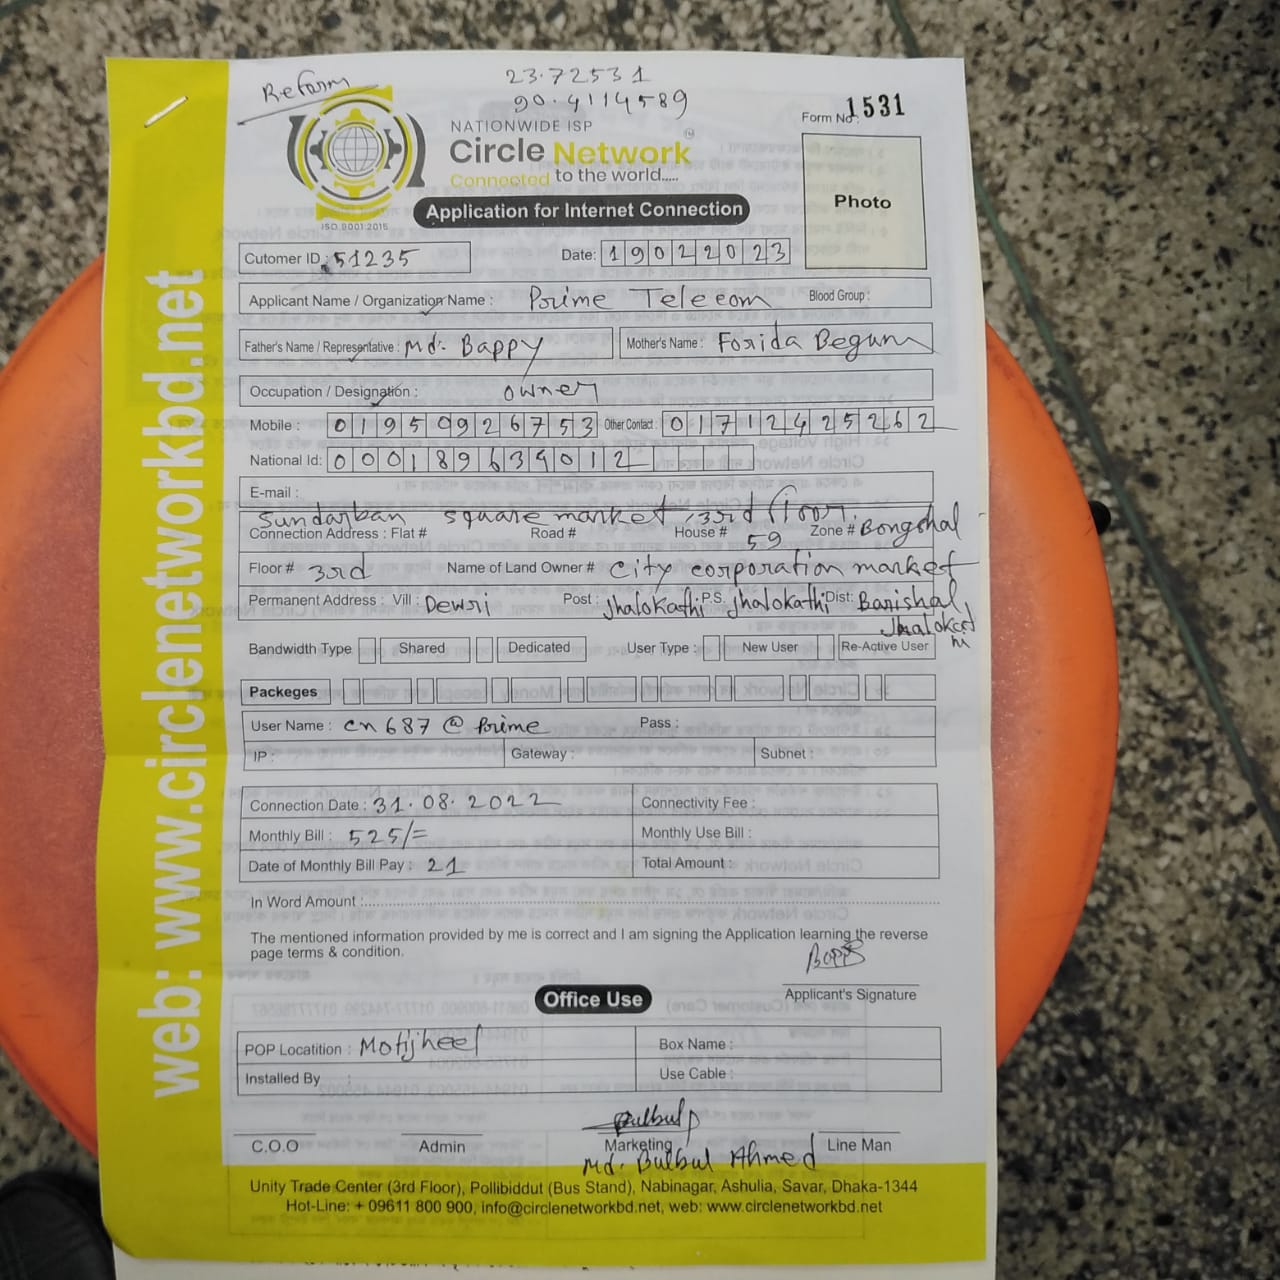 Reform
23.72531
90.4114589
Form No. 1531
NATIONWIDE ISP
Circle Network
Connected to the world.....
ISO.9001:2015
Application for Internet Connection
Photo
Cutomer ID : 51235
Date: 19022023
Applicant Name / Organization Name : Prime Telecom Blood Group :
Father's Name / Representative : Md. Bappy Mother's Name : Forida Begum
Occupation / Designation : Owner
Mobile : 01950926753 Other Contact : 01712425262
National Id: 000189639012
E-mail :
Sundarban square market, 3rd floor.
Connection Address : Flat # Road # House # 59 Zone # Bongshal
Floor # 3rd Name of Land Owner # City corporation market
Permanent Address : Vill : Dewri Post : Jhalokathi P.S. Jhalokathi Dist: Barishal,
Jhalokathi
Bandwidth Type Shared Dedicated User Type : New User Re-Active User
Packeges
User Name : cn687@Prime Pass :
IP : Gateway : Subnet :
Connection Date : 31.08.2022 Connectivity Fee :
Monthly Bill : 525/= Monthly Use Bill :
Date of Monthly Bill Pay : 21 Total Amount :
In Word Amount :
The mentioned information provided by me is correct and I am signing the Application learning the reverse
page terms & condition.
Bappy
Applicant's Signature
Office Use
POP Locatition : Motijheel Box Name :
Installed By : Use Cable :
Bulbul
C.O.O Admin Marketing Line Man
Md. Bulbul Ahmed
Unity Trade Center (3rd Floor), Pollibiddut (Bus Stand), Nabinagar, Ashulia, Savar, Dhaka-1344
Hot-Line: + 09611 800 900, info@circlenetworkbd.net, web: www.circlenetworkbd.net
web: www.circlenetworkbd.net